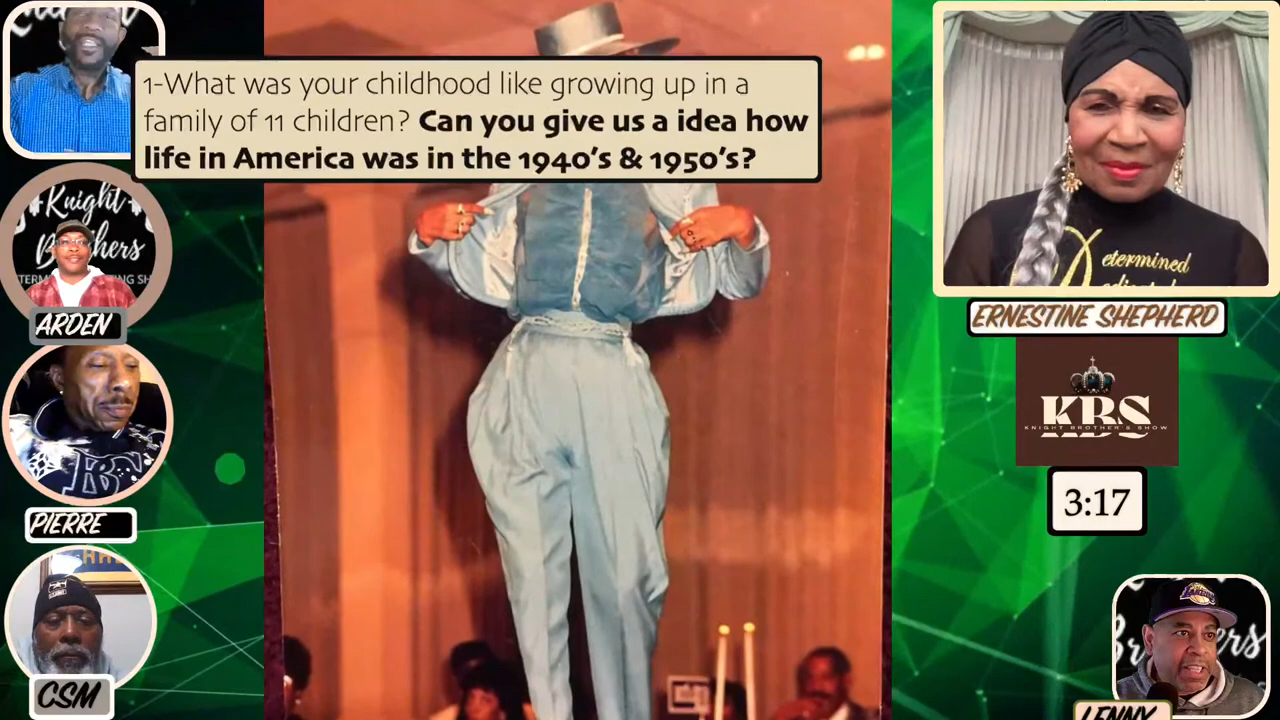 1-What was your childhood like growing up in a
family of 11 children? Can you give us a idea how
life in America was in the 1940's & 1950's?
Knight
Brothers
ARDEN
PIERRE
CSM
etermined
ERNESTINE SHEPHERD
KBS
KNIGHT BROTHER'S SHOW
3:17
LENNY